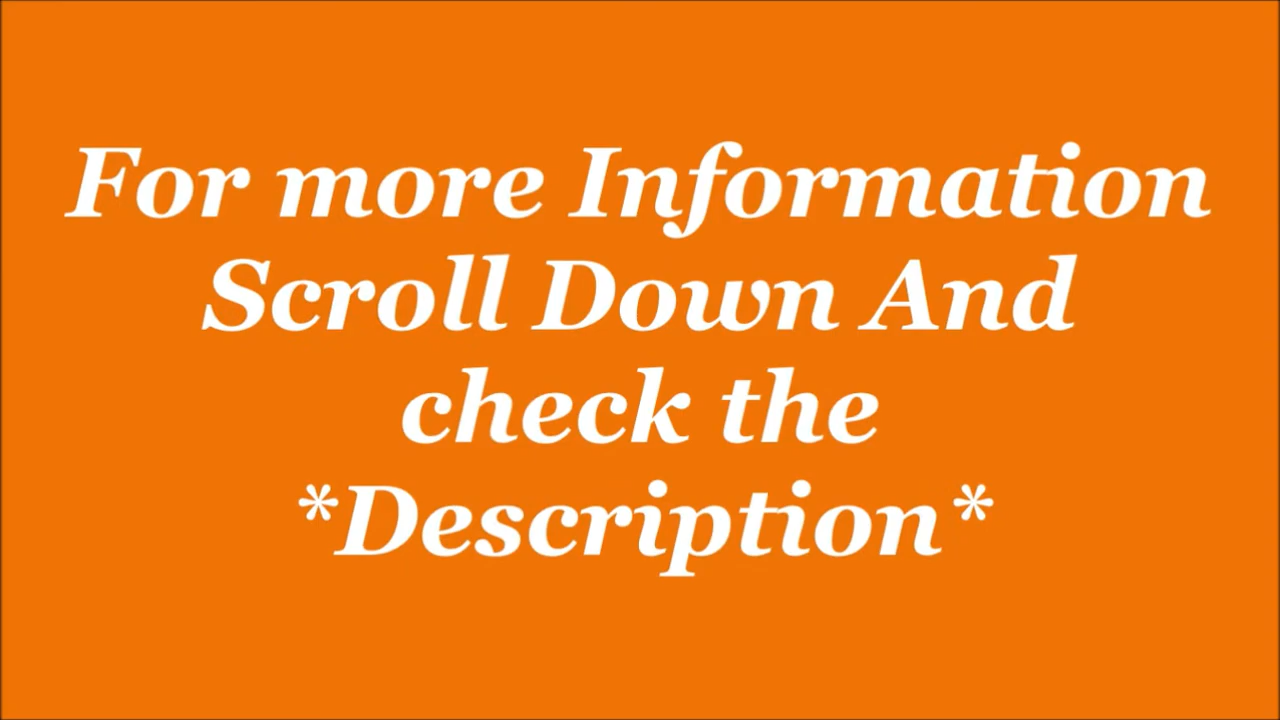 For more Information
Scroll Down And
check the
*Description*